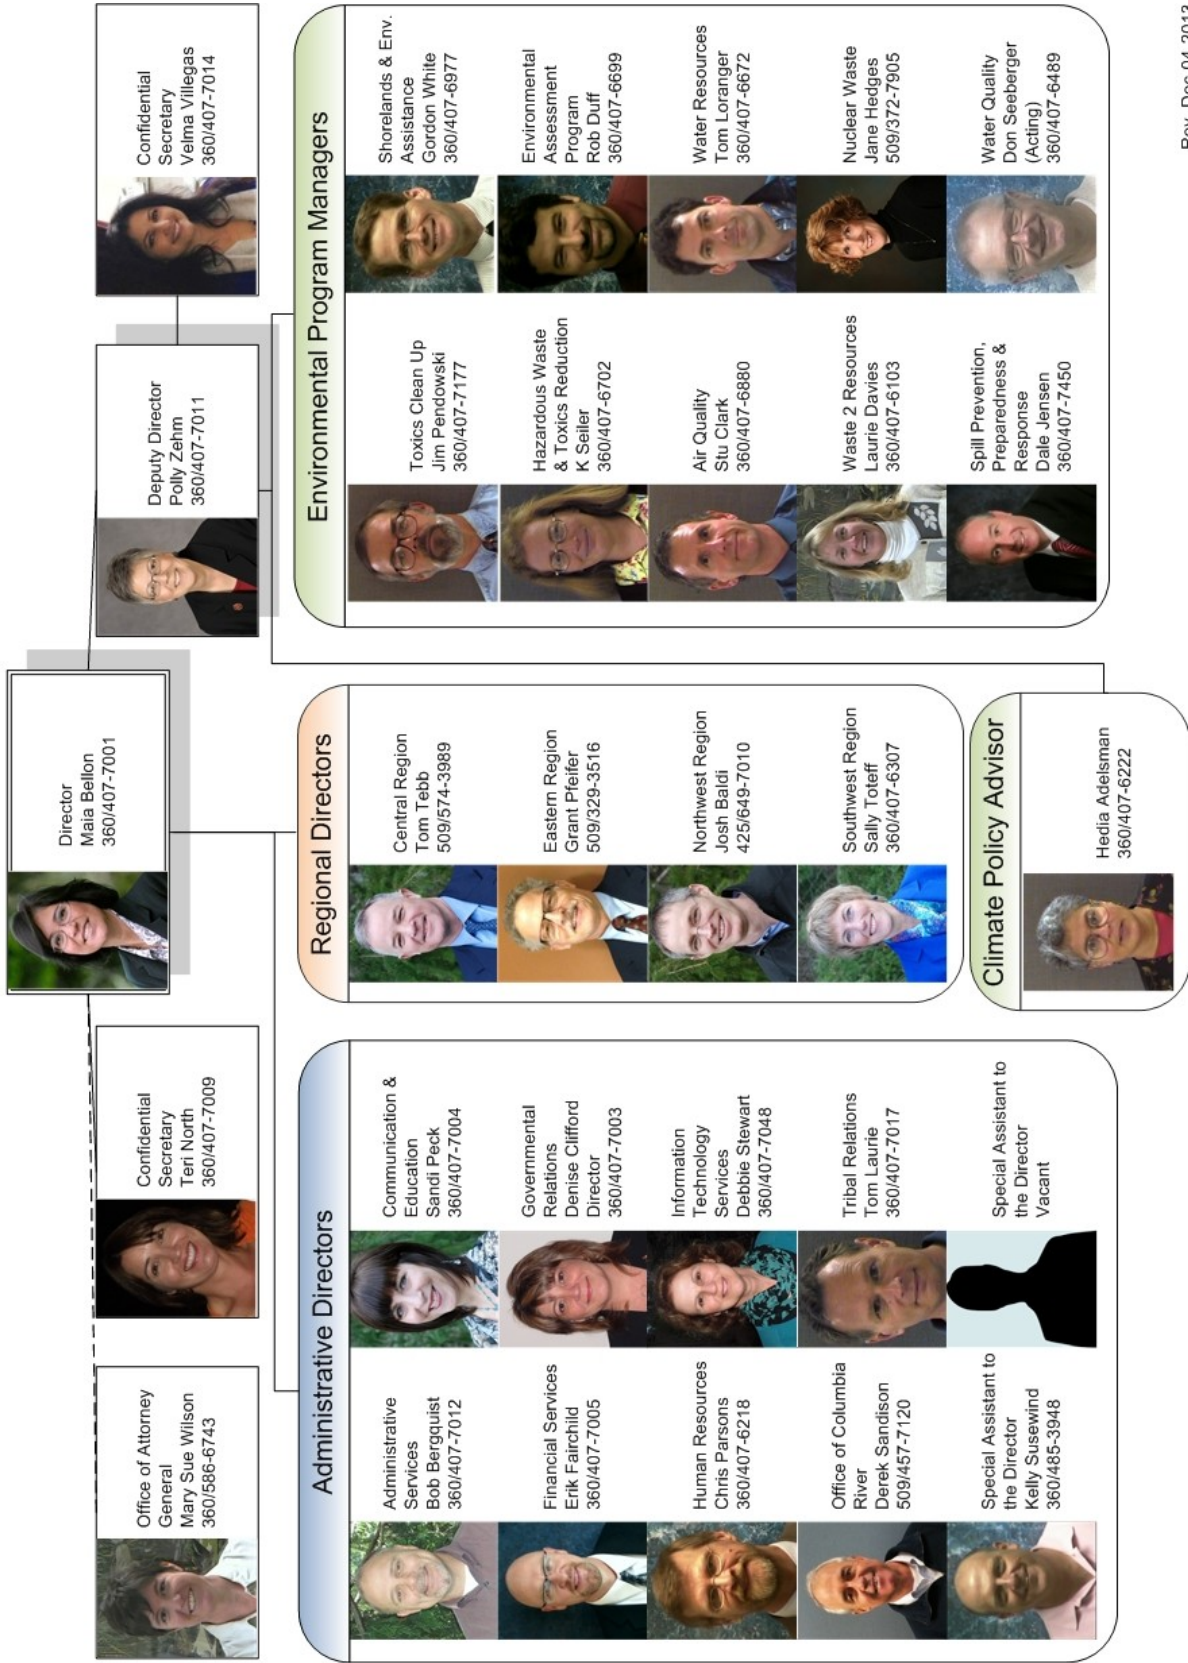 Director
Maia Bellon
360/407-7001
Office of Attorney
General
Mary Sue Wilson
360/586-6743
Confidential
Secretary
Teri North
360/407-7009
Deputy Director
Polly Zehm
360/407-7011
Confidential
Secretary
Velma Villegas
360/407-7014
Administrative Directors
Administrative
Services
Bob Bergquist
360/407-7012
Communication &
Education
Sandi Peck
360/407-7004
Financial Services
Erik Fairchild
360/407-7005
Governmental
Relations
Denise Clifford
Director
360/407-7003
Human Resources
Chris Parsons
360/407-6218
Information
Technology
Services
Debbie Stewart
360/407-7048
Office of Columbia
River
Derek Sandison
509/457-7120
Tribal Relations
Tom Laurie
360/407-7017
Special Assistant to
the Director
Kelly Susewind
360/485-3948
Special Assistant to
the Director
Vacant
Regional Directors
Central Region
Tom Tebb
509/574-3989
Eastern Region
Grant Pfeifer
509/329-3516
Northwest Region
Josh Baldi
425/649-7010
Southwest Region
Sally Toteff
360/407-6307
Climate Policy Advisor
Hedia Adelsman
360/407-6222
Environmental Program Managers
Toxics Clean Up
Jim Pendowski
360/407-7177
Shorelands & Env.
Assistance
Gordon White
360/407-6977
Hazardous Waste
& Toxics Reduction
K Seiler
360/407-6702
Environmental
Assessment
Program
Rob Duff
360/407-6699
Air Quality
Stu Clark
360/407-6880
Water Resources
Tom Loranger
360/407-6672
Waste 2 Resources
Laurie Davies
360/407-6103
Nuclear Waste
Jane Hedges
509/372-7905
Spill Prevention,
Preparedness &
Response
Dale Jensen
360/407-7450
Water Quality
Don Seeberger
(Acting)
360/407-6489
Rev. Dec 04 2013